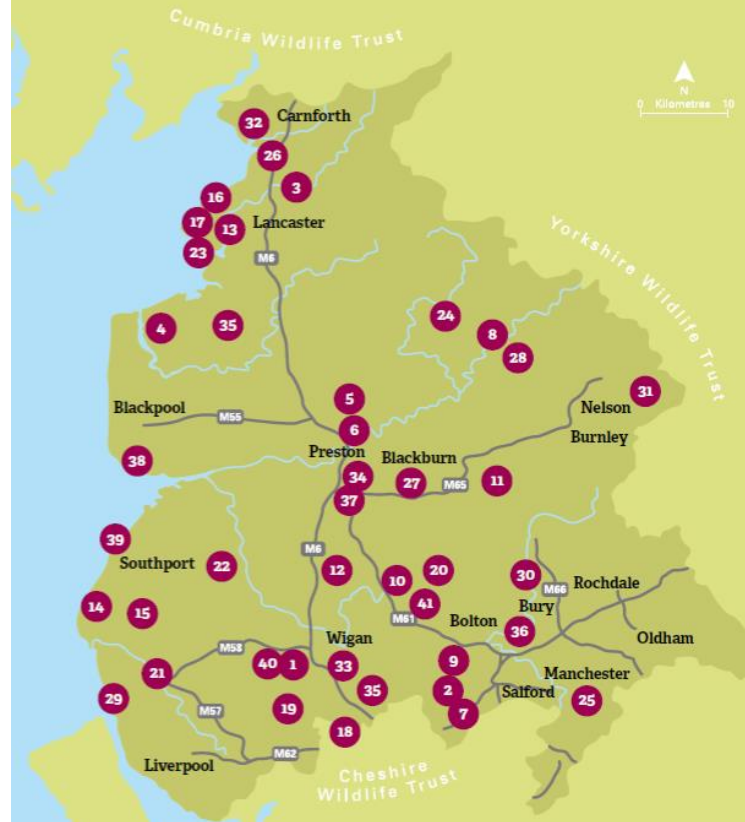 Cumbria Wildlife Trust
N
0 Kilometres 10
32
Carnforth
26
3
16
17
13
Lancaster
23
M6
Yorkshire Wildlife Trust
4
35
24
8
28
5
31
Nelson
Blackpool
M55
6
Burnley
Preston
Blackburn
38
34
27
M65
11
37
39
M6
Southport
22
12
10
20
30
M66
Rochdale
14
15
41
M61
Bolton
Bury
36
Oldham
Wigan
M58
40
1
33
9
Manchester
21
35
2
Salford
25
29
M57
19
7
18
M62
Liverpool
Cheshire
Wildlife Trust